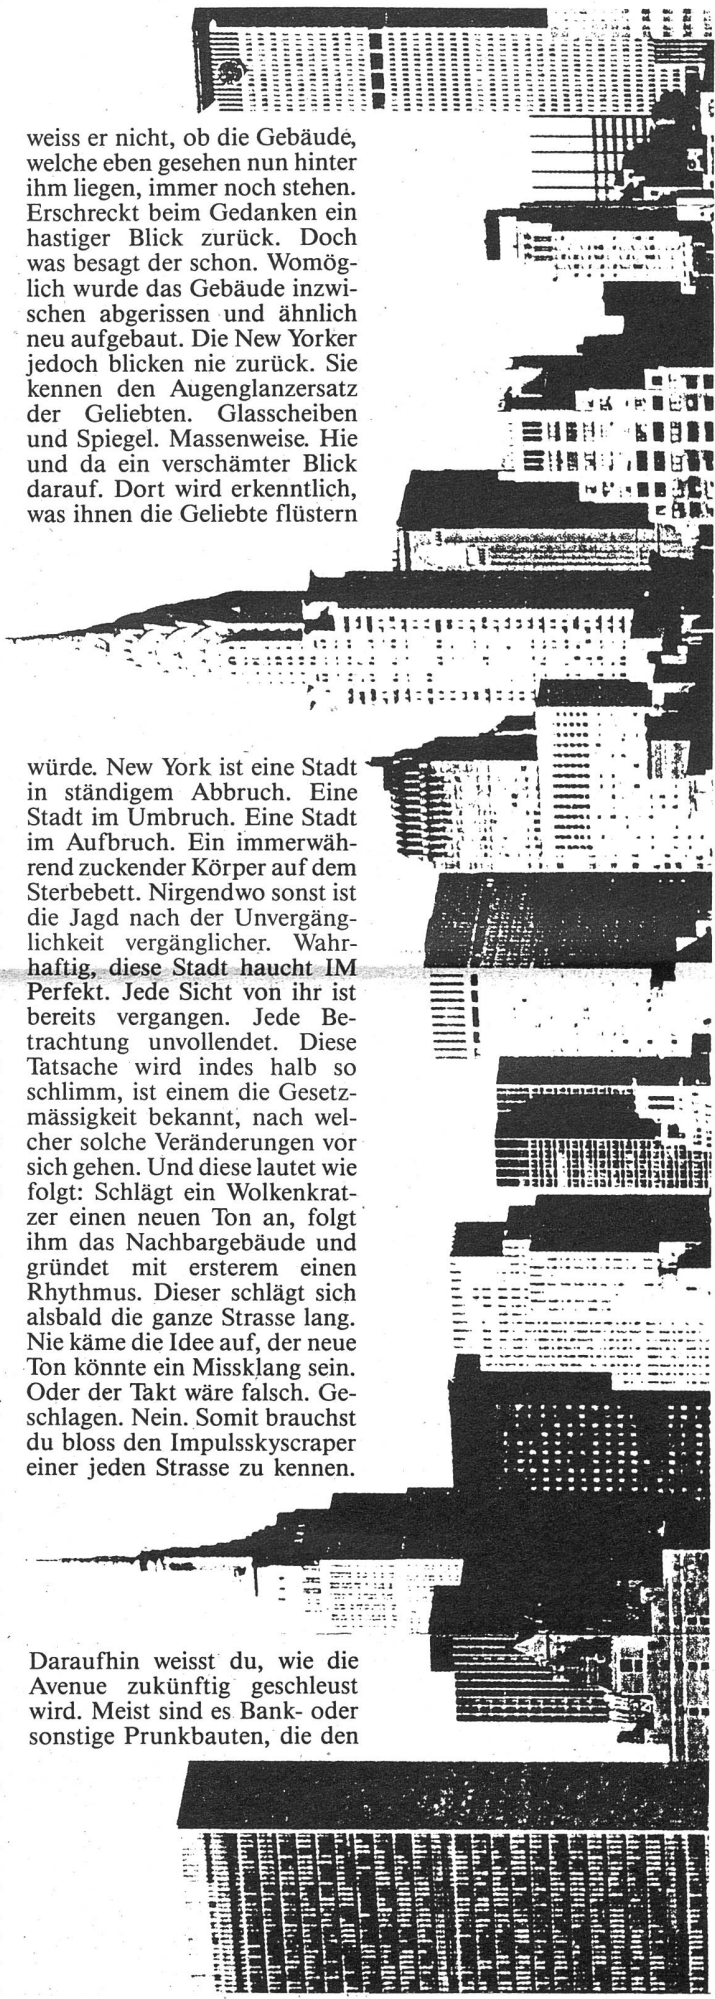 weiss er nicht, ob die Gebäude,
welche eben gesehen nun hinter
ihm liegen, immer noch stehen.
Erschreckt beim Gedanken ein
hastiger Blick zurück. Doch
was besagt der schon. Womög-
lich wurde das Gebäude inzwi-
schen abgerissen und ähnlich
neu aufgebaut. Die New Yorker
jedoch blicken nie zurück. Sie
kennen den Augenglanzersatz
der Geliebten. Glasscheiben
und Spiegel. Massenweise. Hie
und da ein verschämter Blick
darauf. Dort wird erkenntlich,
was ihnen die Geliebte flüstern
würde. New York ist eine Stadt
in ständigem Abbruch. Eine
Stadt im Umbruch. Eine Stadt
im Aufbruch. Ein immerwäh-
rend zuckender Körper auf dem
Sterbebett. Nirgendwo sonst ist
die Jagd nach der Unvergäng-
lichkeit vergänglicher. Wahr-
haftig, diese Stadt haucht IM
Perfekt. Jede Sicht von ihr ist
bereits vergangen. Jede Be-
trachtung unvollendet. Diese
Tatsache wird indes halb so
schlimm, ist einem die Gesetz-
mässigkeit bekannt, nach wel-
cher solche Veränderungen vor
sich gehen. Und diese lautet wie
folgt: Schlägt ein Wolkenkrat-
zer einen neuen Ton an, folgt
ihm das Nachbargebäude und
gründet mit ersterem einen
Rhythmus. Dieser schlägt sich
alsbald die ganze Strasse lang.
Nie käme die Idee auf, der neue
Ton könnte ein Missklang sein.
Oder der Takt wäre falsch. Ge-
schlagen. Nein. Somit brauchst
du bloss den Impulsskyscraper
einer jeden Strasse zu kennen.
Daraufhin weisst du, wie die
Avenue zukünftig geschleust
wird. Meist sind es Bank- oder
sonstige Prunkbauten, die den